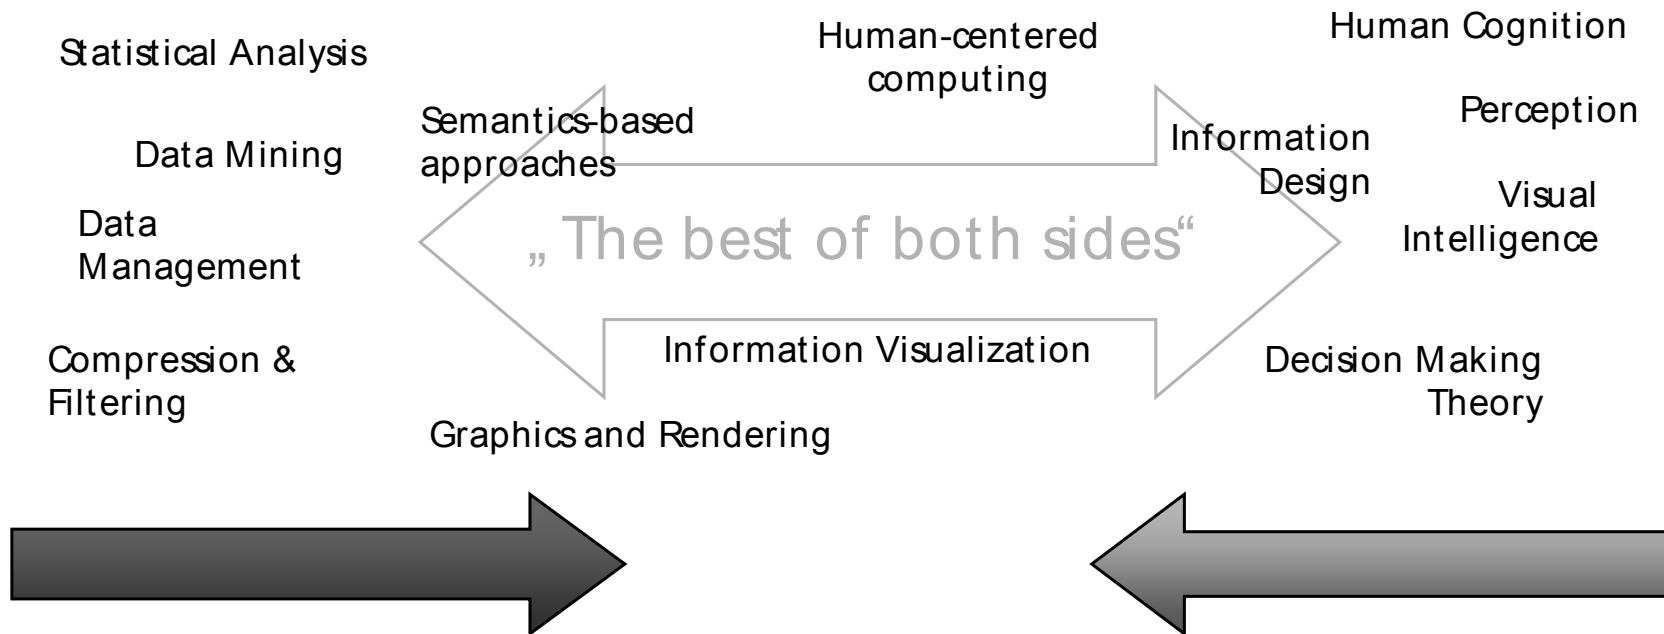 Statistical Analysis
Human-centered
computing
Human Cognition
Semantics-based
approaches
Data Mining
Information
Design
Perception
Data
Management
„ The best of both sides“
Visual
Intelligence
Compression &
Filtering
Information Visualization
Decision Making
Theory
Graphics and Rendering